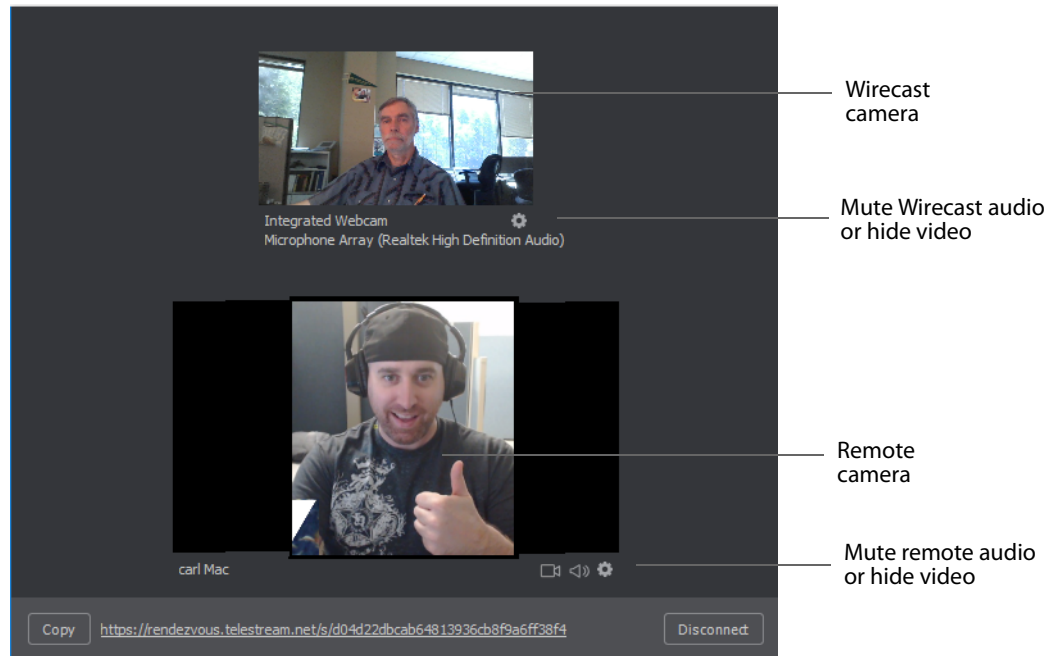 Wirecast
camera
Integrated Webcam
Microphone Array (Realtek High Definition Audio)
Mute Wirecast audio
or hide video
Remote
camera
carl Mac
Mute remote audio
or hide video
Copy
https://rendezvous.telestream.net/s/d04d22dbcab64813936cb8f9a6ff38f4
Disconnect